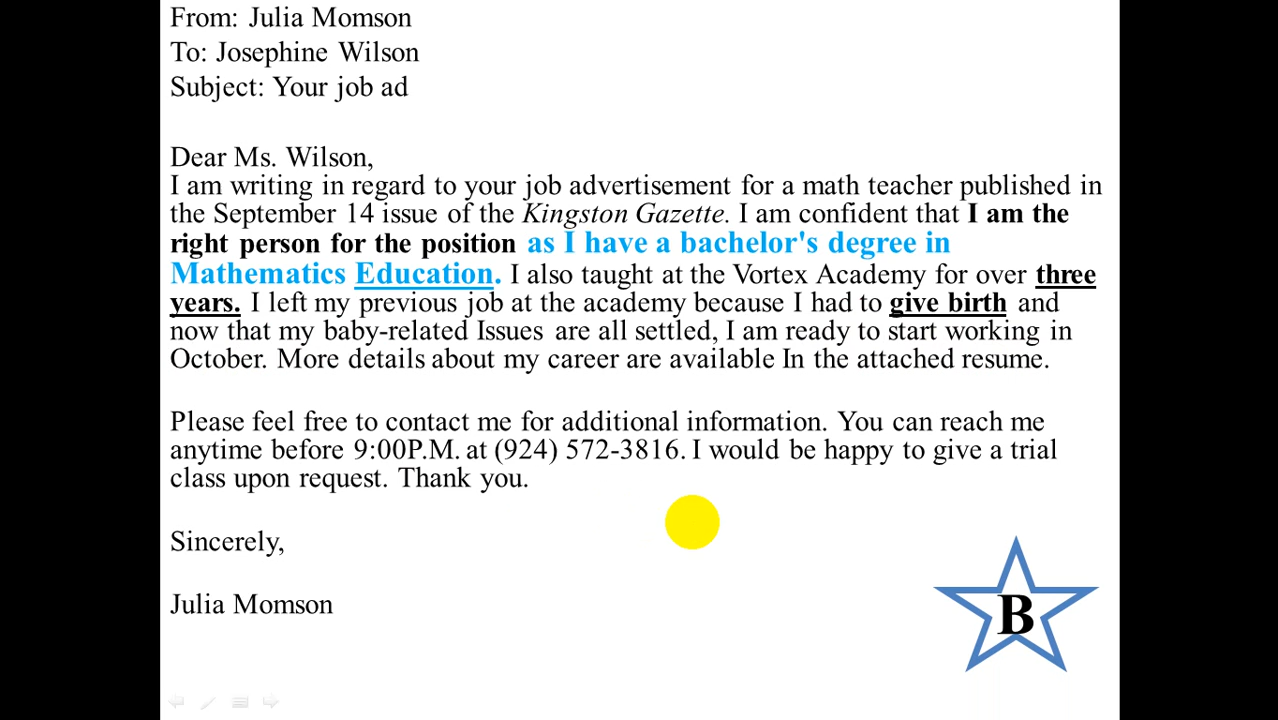 From: Julia Momson
To: Josephine Wilson
Subject: Your job ad
Dear Ms. Wilson,
I am writing in regard to your job advertisement for a math teacher published in
the September 14 issue of the Kingston Gazette. I am confident that I am the
right person for the position as I have a bachelor's degree in
Mathematics Education. I also taught at the Vortex Academy for over three
years. I left my previous job at the academy because I had to give birth and
now that my baby-related Issues are all settled, I am ready to start working in
October. More details about my career are available In the attached resume.
Please feel free to contact me for additional information. You can reach me
anytime before 9:00P.M. at (924) 572-3816. I would be happy to give a trial
class upon request. Thank you.
Sincerely,
Julia Momson
B